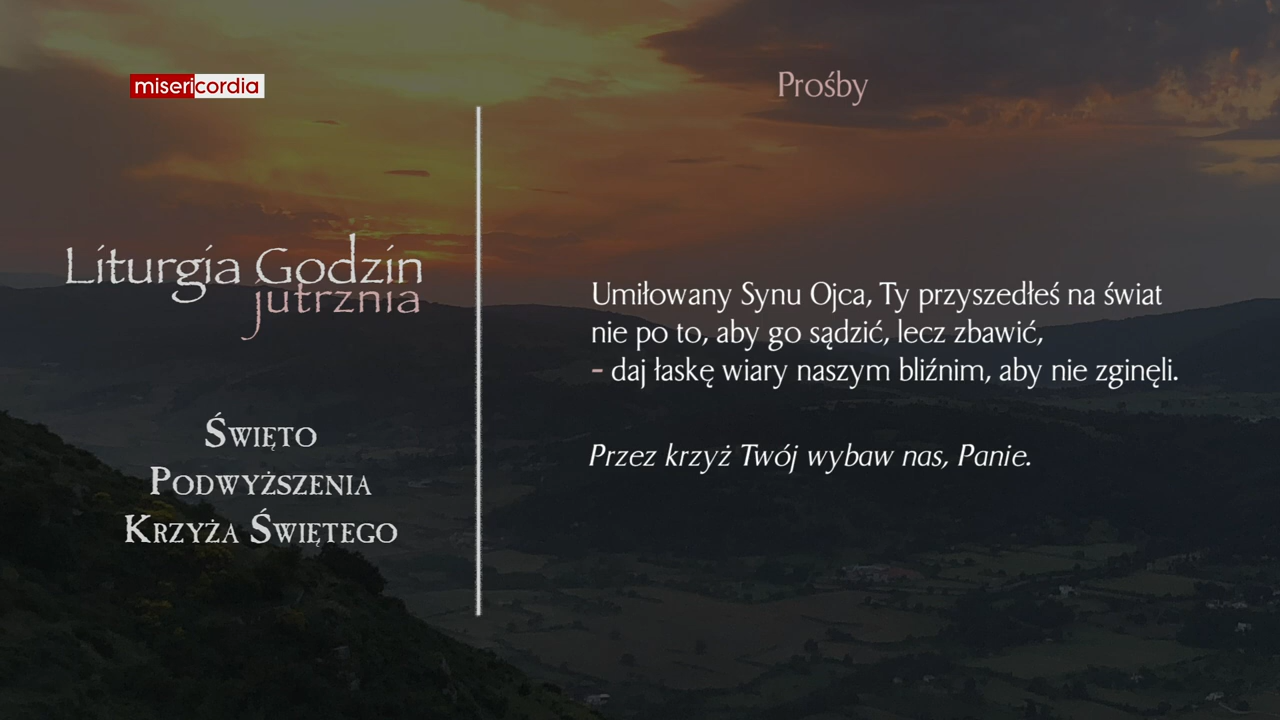 misericordia
Liturgia Godzin
jutrznia
Święto
Podwyższenia
Krzyża Świętego
Prośby
Umiłowany Synu Ojca, Ty przyszedłeś na świat
nie po to, aby go sądzić, lecz zbawić,
- daj łaskę wiary naszym bliźnim, aby nie zginęli.
Przez krzyż Twój wybaw nas, Panie.